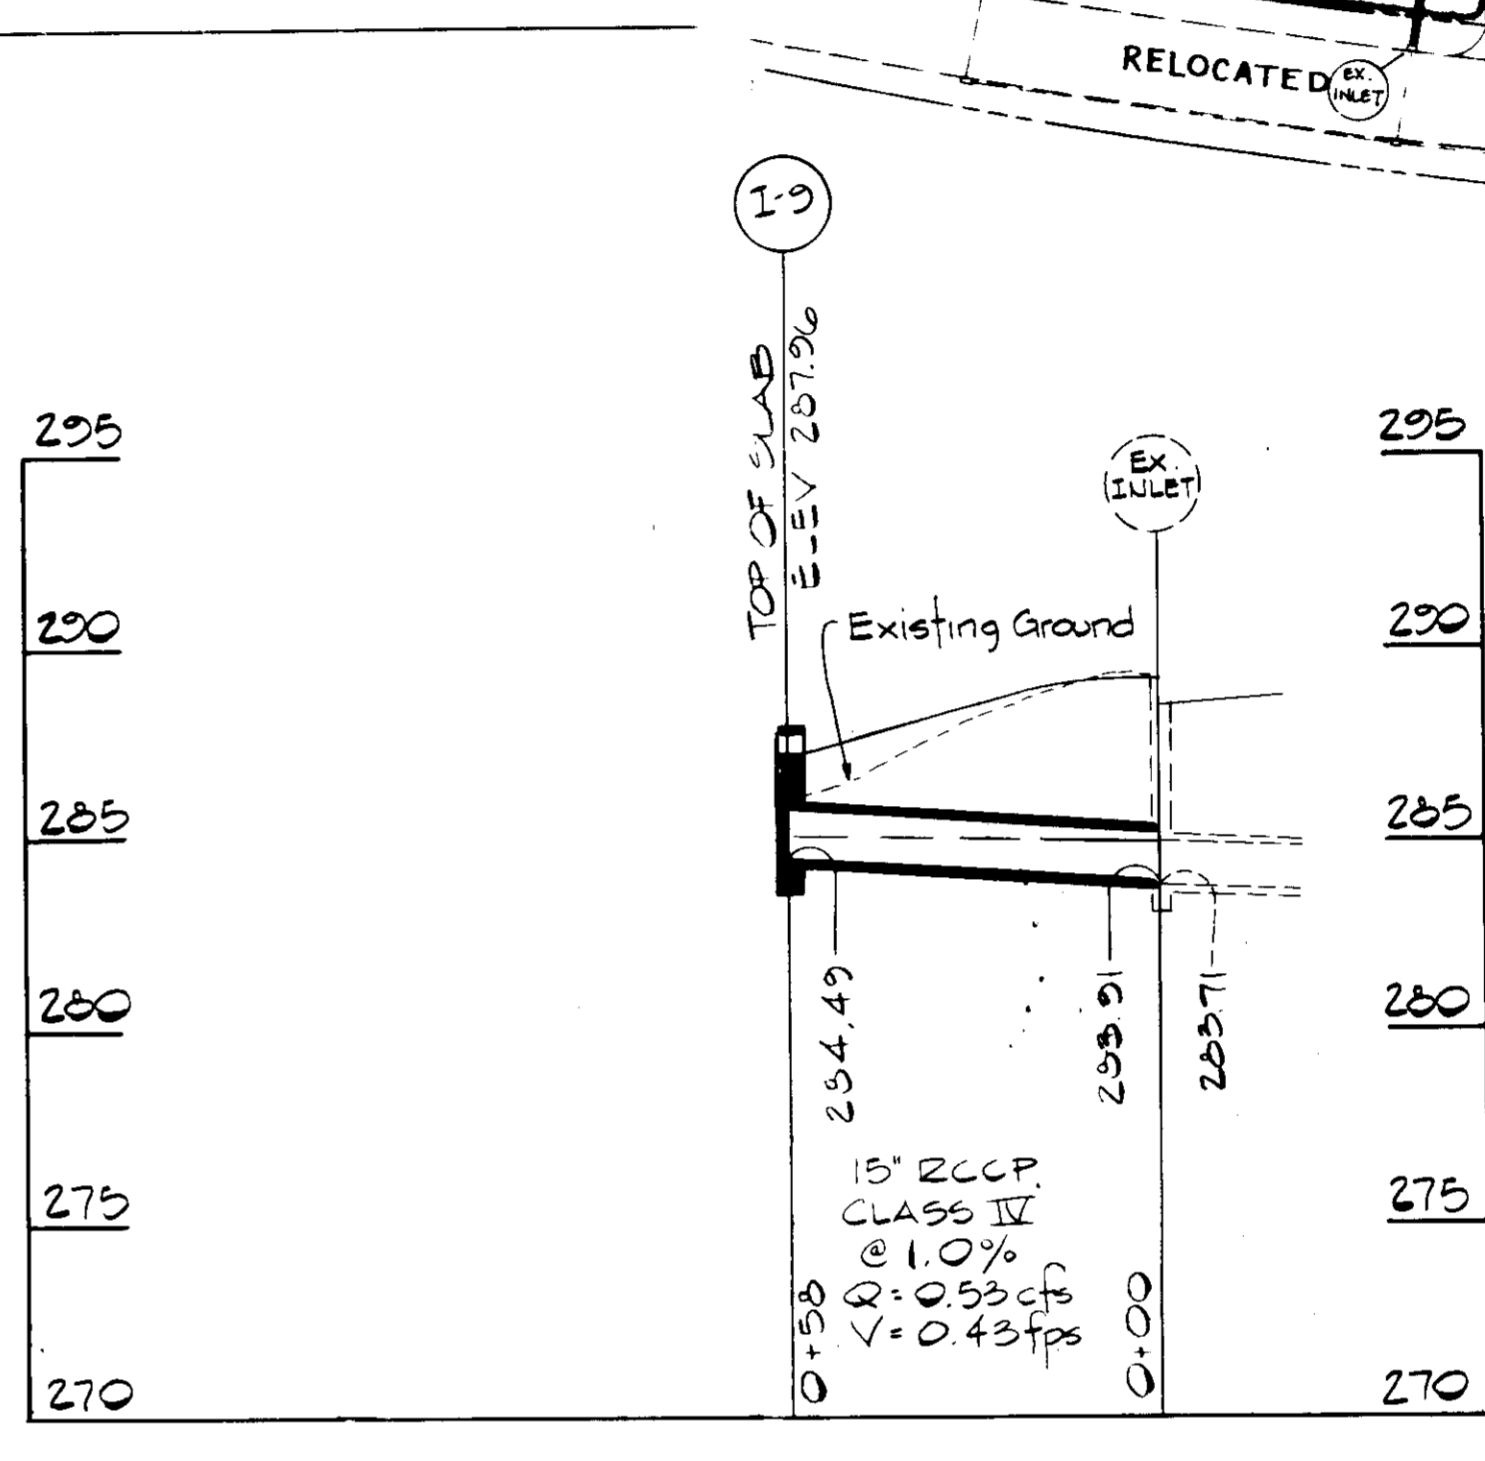 RELOCATED
EX.
INLET
I-9
TOP OF SLAB
ELEV 287.96
295
295
EX.
INLET
290
290
Existing Ground
285
285
280
280
284.49
283.91
283.71
15" RCCP.
CLASS IV
@ 1.0%
Q = 0.53 cfs
V = 0.43 fps
275
275
0+58
0+00
270
270